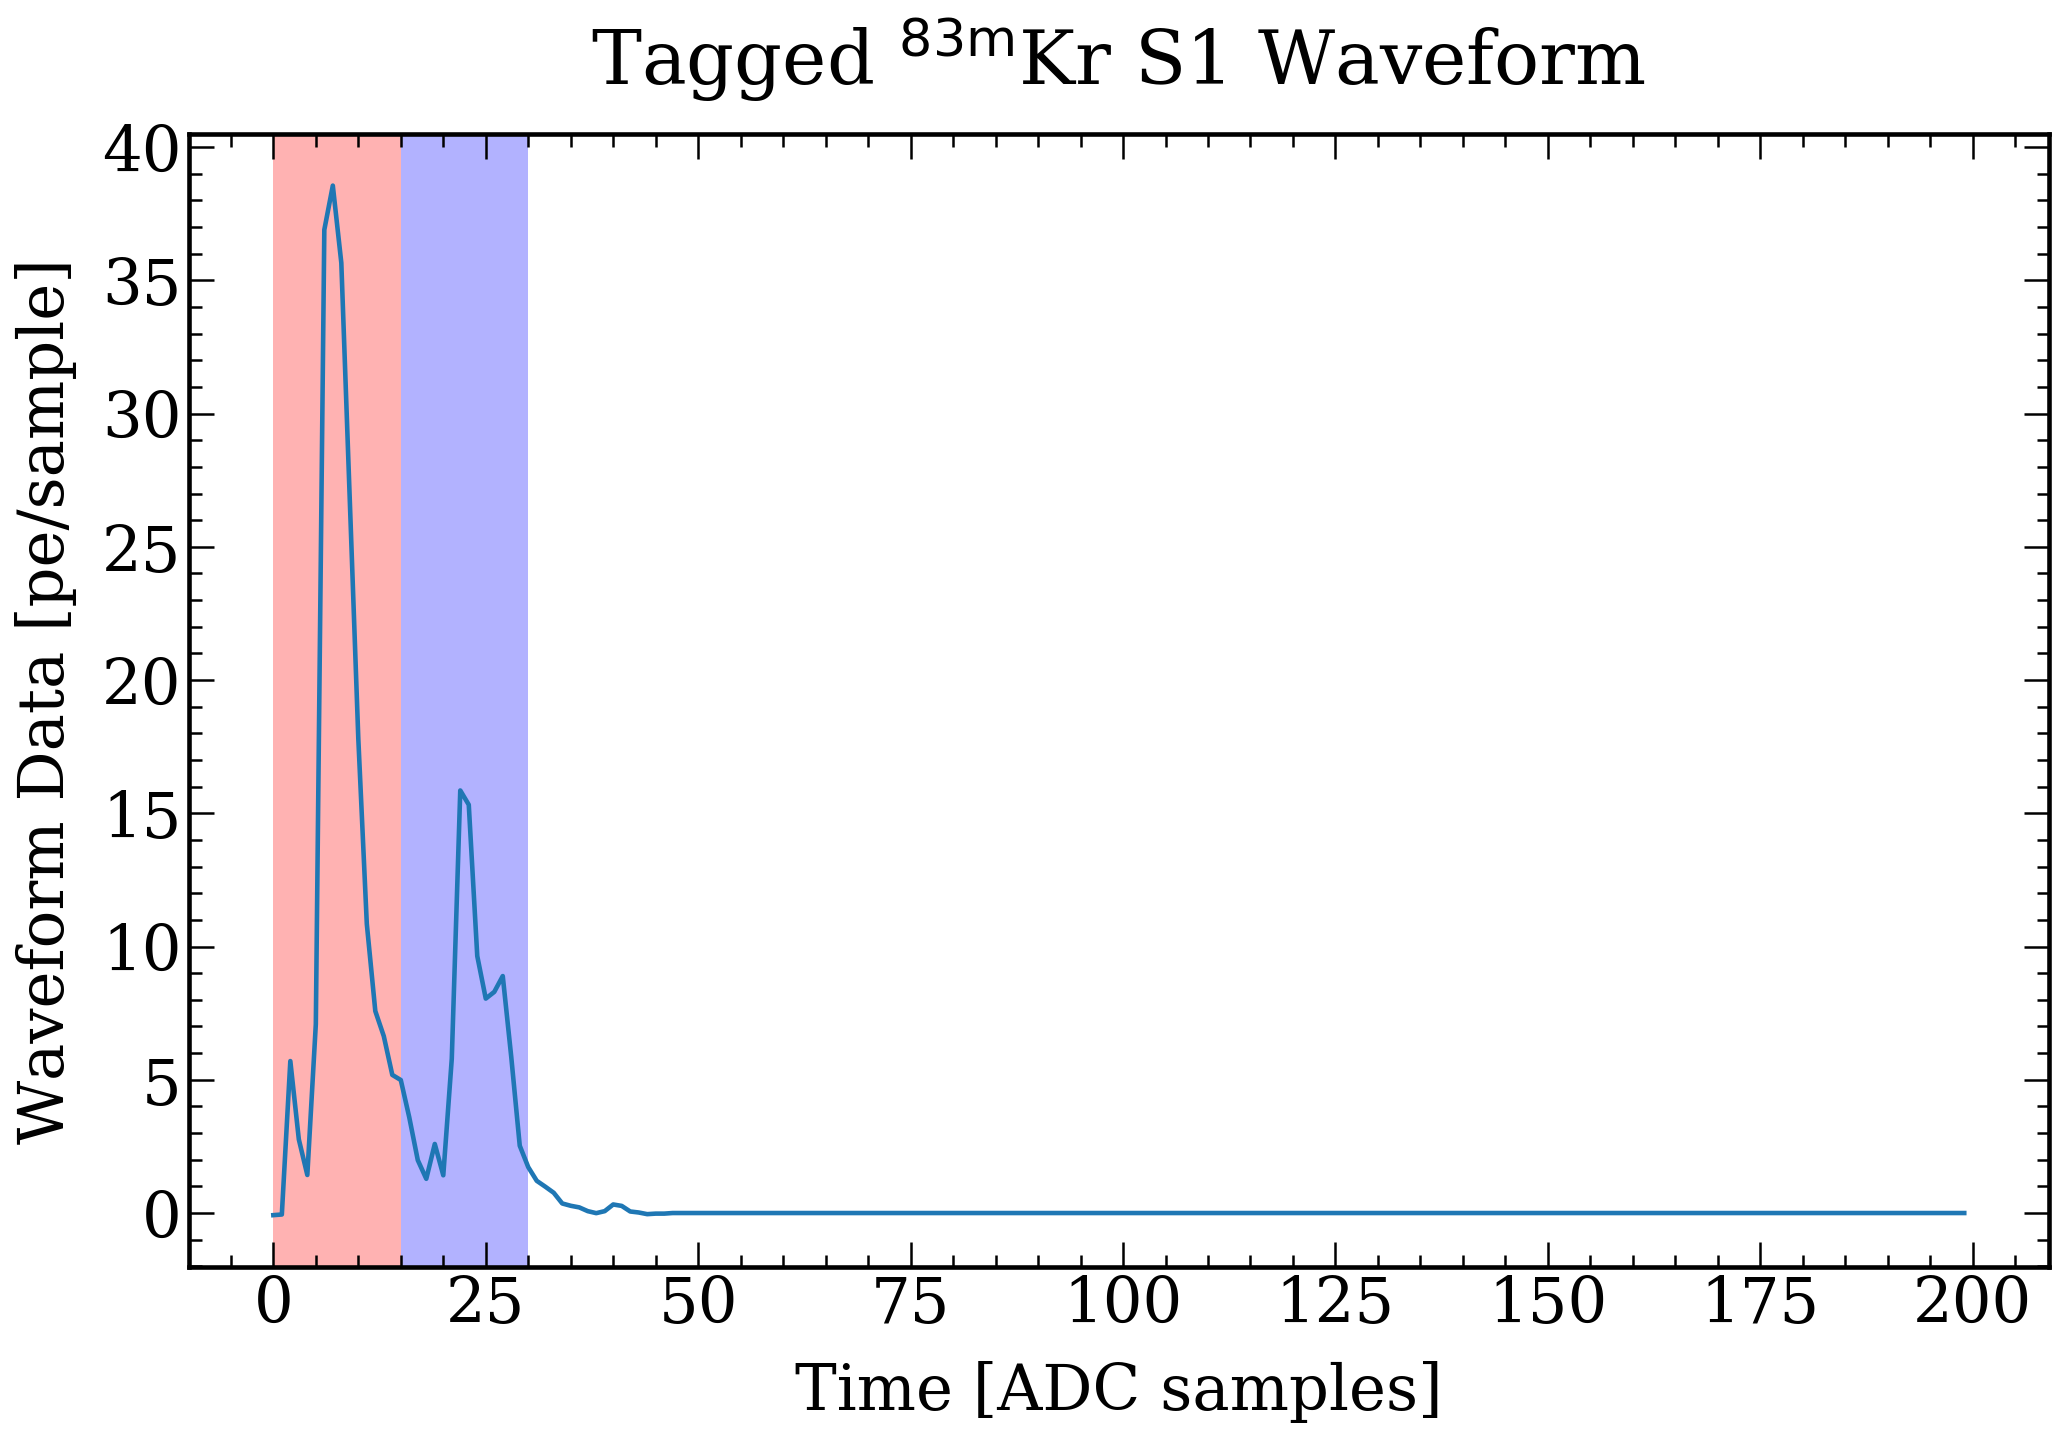 Tagged ⁸³ᵐKr S1 Waveform
Waveform Data [pe/sample]
40
35
30
25
20
15
10
5
0
0 25 50 75 100 125 150 175 200
Time [ADC samples]